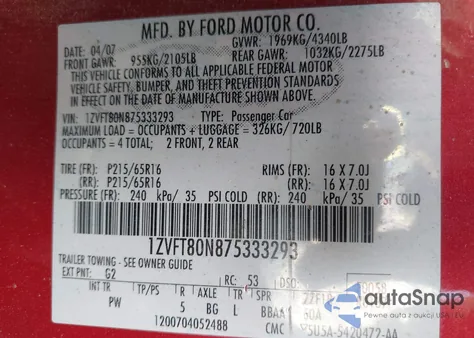 MFD. BY FORD MOTOR CO.
DATE: 04/07 GVWR: 1969KG/4340LB
FRONT GAWR: 955KG/2105LB REAR GAWR: 1032KG/2275LB
THIS VEHICLE CONFORMS TO ALL APPLICABLE FEDERAL MOTOR
VEHICLE SAFETY, BUMPER, AND THEFT PREVENTION STANDARDS
IN EFFECT ON THE DATE OF MANUFACTURE SHOWN ABOVE.
VIN: 1ZVFT80N875333293 TYPE: Passenger Car
MAXIMUM LOAD = OCCUPANTS + LUGGAGE = 326KG/ 720LB
OCCUPANTS = 4 TOTAL: 2 FRONT, 2 REAR
TIRE (FR): P215/65R16 RIMS (FR): 16 X 7.0J
(RR): P215/65R16 (RR): 16 X 7.0J
PRESSURE (FR): 240 kPa/ 35 PSI COLD (RR): 240 kPa/ 35 PSI COLD
1ZVFT80N875333293
TRAILER TOWING - SEE OWNER GUIDE
EXT PNT: G2 RC: 53 DSO:
INT TR TP/PS R AXLE TR SPR
PW 5 BG L BBAA
1200704052488 CMC
autoSnap